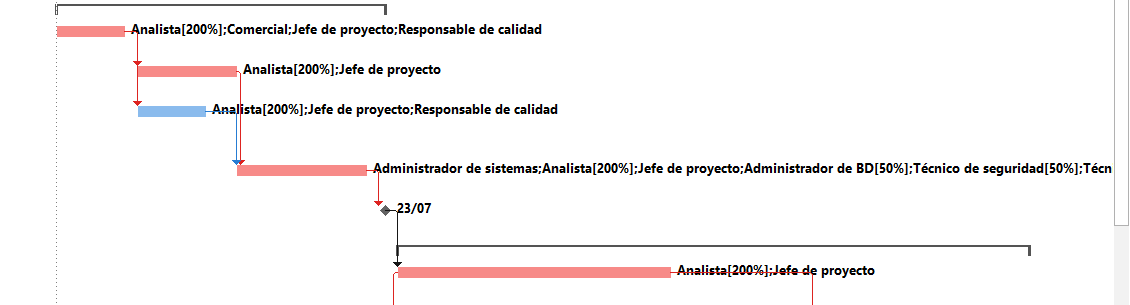 Analista[200%];Comercial;Jefe de proyecto;Responsable de calidad
Analista[200%];Jefe de proyecto
Analista[200%];Jefe de proyecto;Responsable de calidad
Administrador de sistemas;Analista[200%];Jefe de proyecto;Administrador de BD[50%];Técnico de seguridad[50%];Técn
23/07
Analista[200%];Jefe de proyecto